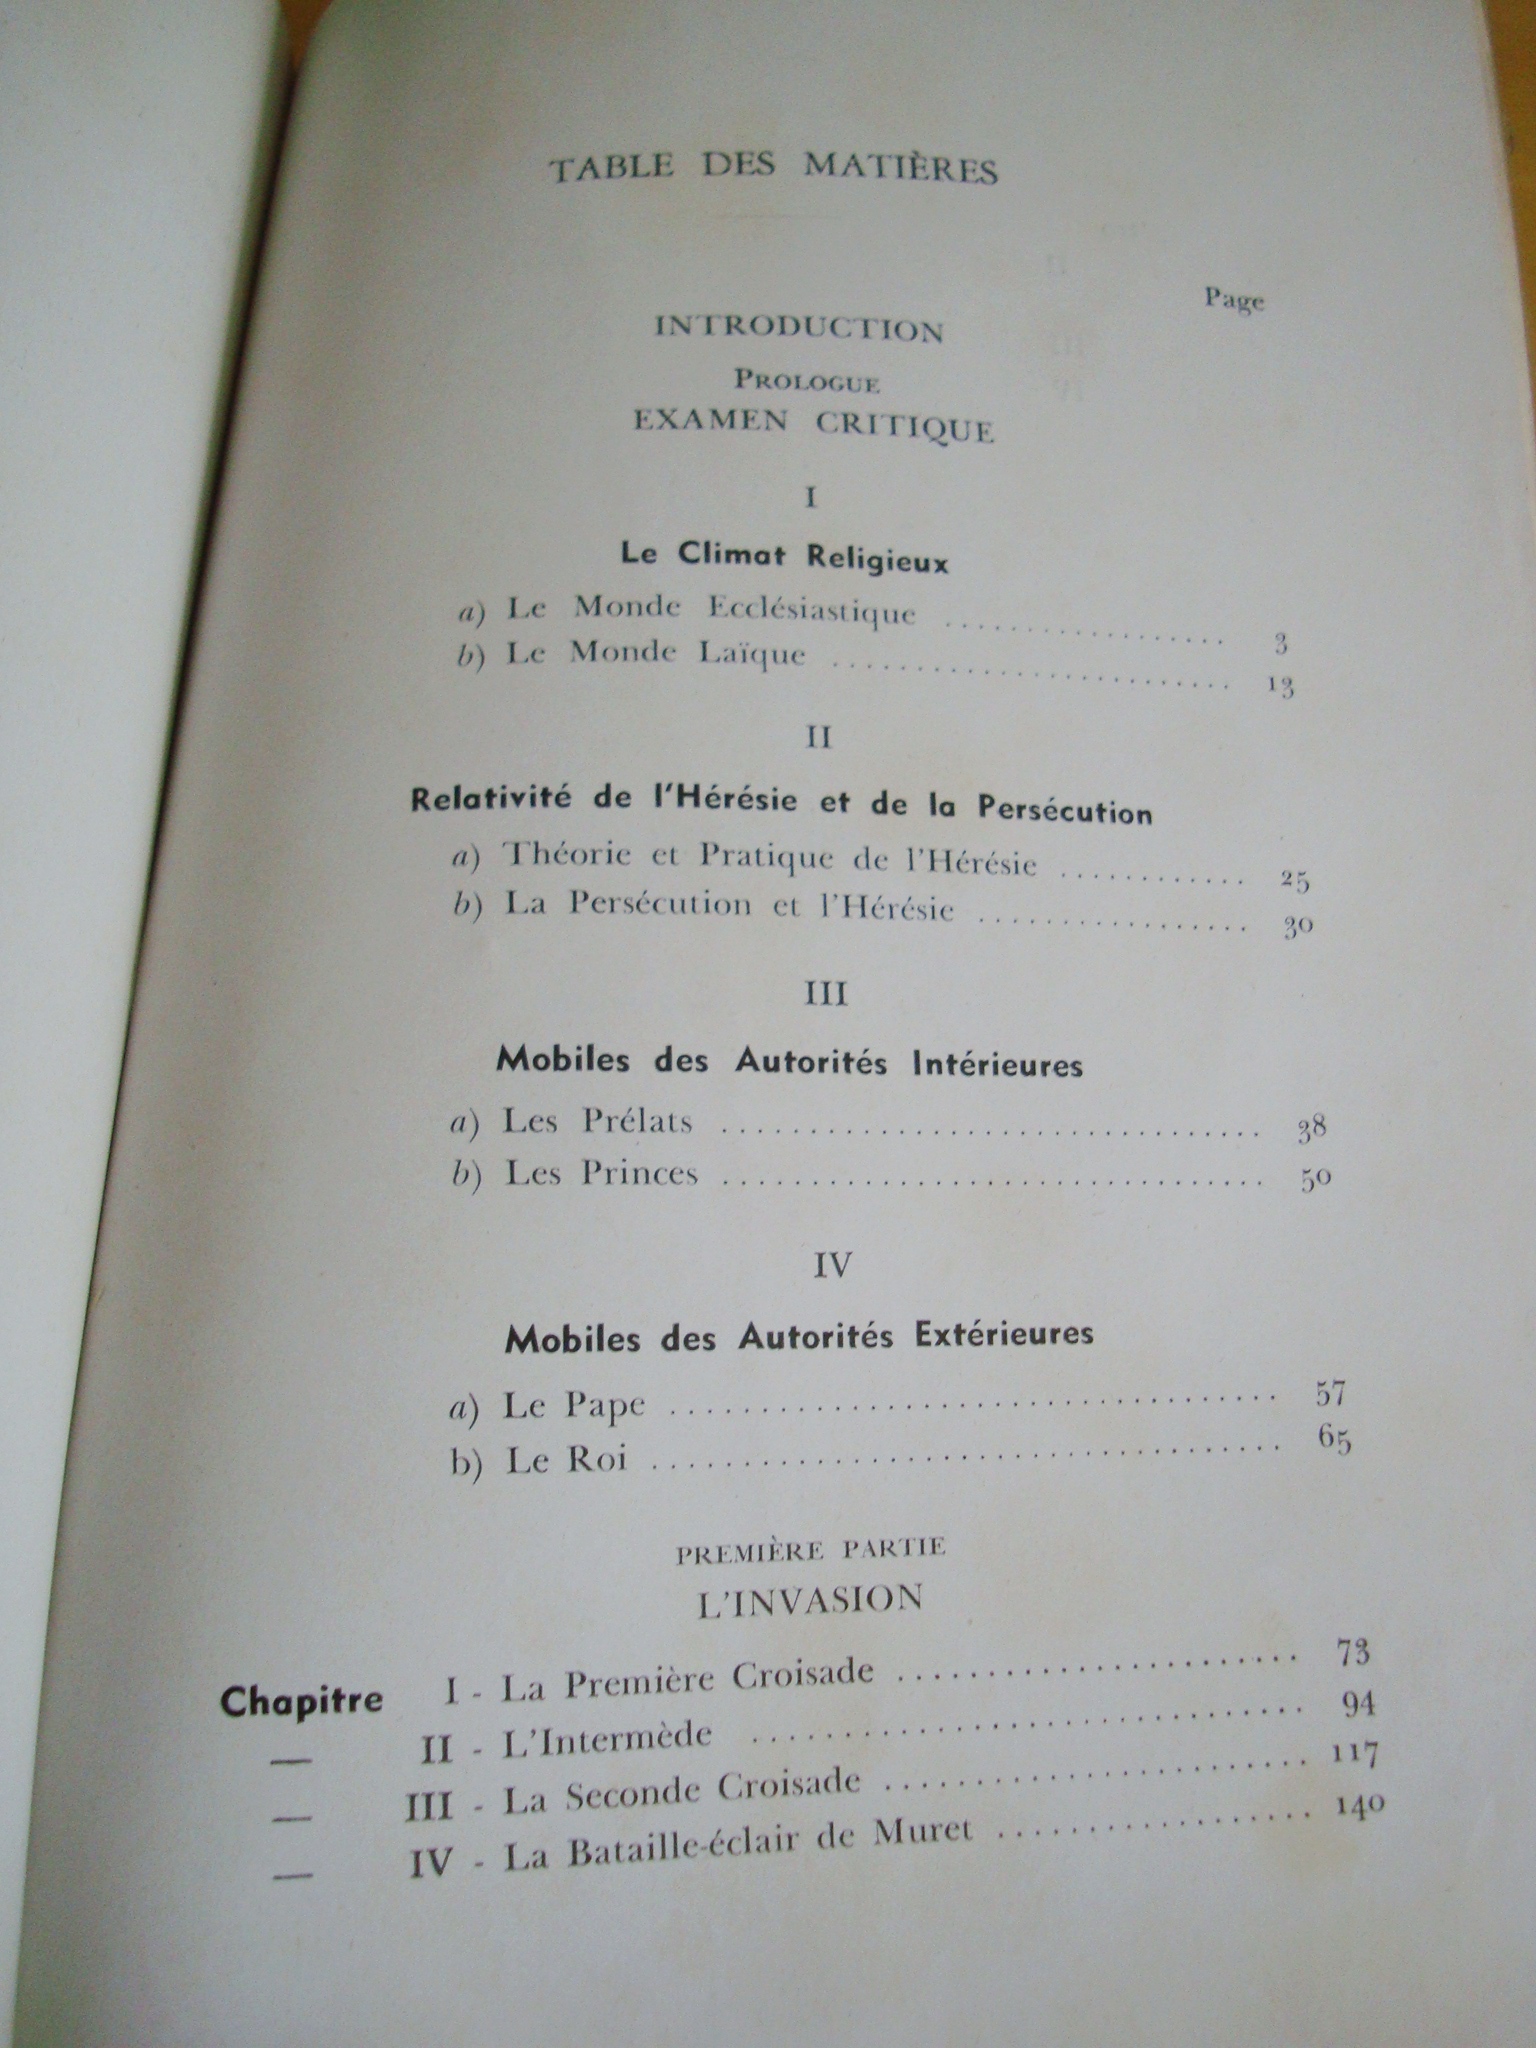 TABLE DES MATIÈRES
Page
INTRODUCTION
PROLOGUE
EXAMEN CRITIQUE
I
Le Climat Religieux
a) Le Monde Ecclésiastique .................. 3
b) Le Monde Laïque ......................... 13
II
Relativité de l'Hérésie et de la Persécution
a) Théorie et Pratique de l'Hérésie ............ 25
b) La Persécution et l'Hérésie ................. 30
III
Mobiles des Autorités Intérieures
a) Les Prélats ............................... 38
b) Les Princes ............................... 50
IV
Mobiles des Autorités Extérieures
a) Le Pape .................................. 57
b) Le Roi ................................... 65
PREMIÈRE PARTIE
L'INVASION
Chapitre I - La Première Croisade ...................... 73
— II - L'Intermède ............................... 94
— III - La Seconde Croisade ........................ 117
— IV - La Bataille-éclair de Muret .................. 140